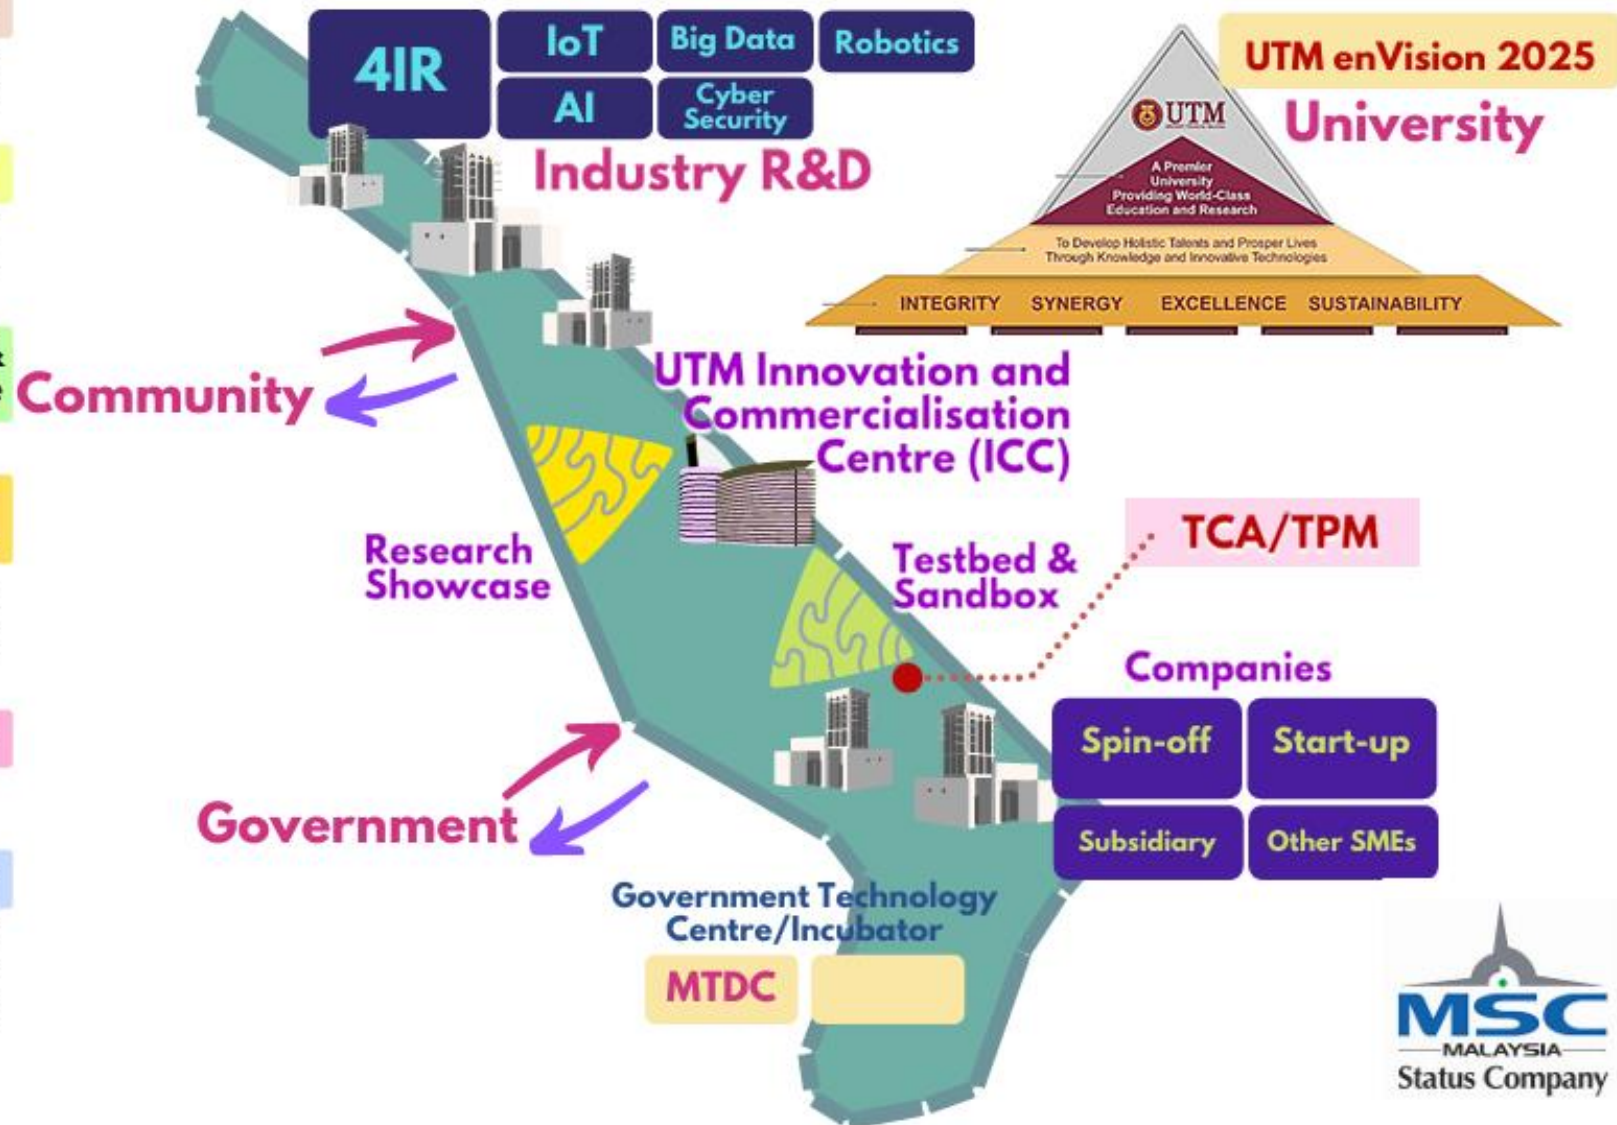 4IR
IoT
Big Data
Robotics
AI
Cyber
Security
Industry R&D
UTM enVision 2025
University
UTM
A Premier
University
Providing World-Class
Education and Research
To Develop Holistic Talents and Prosper Lives
Through Knowledge and Innovative Technologies
INTEGRITY SYNERGY EXCELLENCE SUSTAINABILITY
Community
UTM Innovation and
Commercialisation
Centre (ICC)
Research
Showcase
Testbed &
Sandbox
TCA/TPM
Companies
Spin-off
Start-up
Subsidiary
Other SMEs
Government
Government Technology
Centre/Incubator
MTDC
MSC
MALAYSIA
Status Company